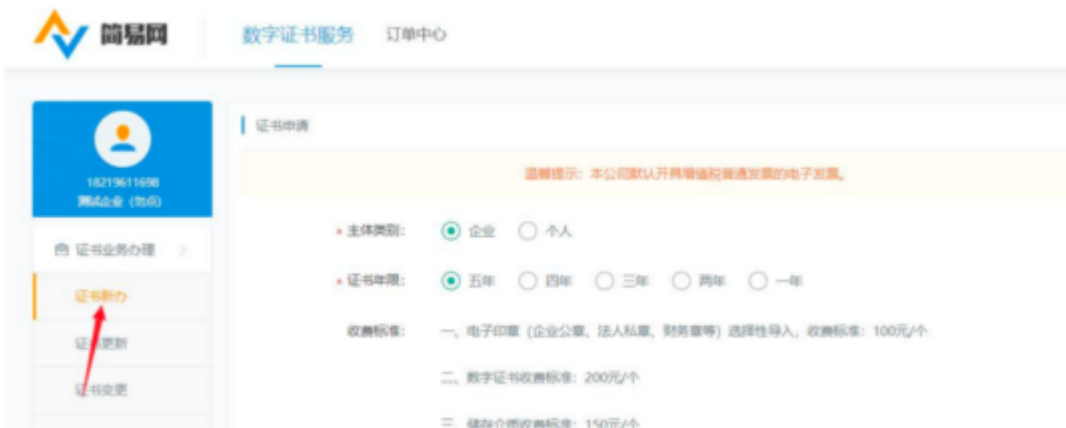 简易网
数字证书服务 订单中心
18219611698
测试企业（勿点）
证书业务办理
证书新办
证书更新
证书变更
证书申请
温馨提示：本公司默认开具增值税普通发票的电子发票。
* 主体类别： 企业 个人
* 证书年限： 五年 四年 三年 两年 一年
收费标准： 一、电子印章（企业公章、法人私章、财务章等）选择性导入，收费标准：100元/个
二、数字证书收费标准：200元/个
三、储存介质收费标准：150元/个